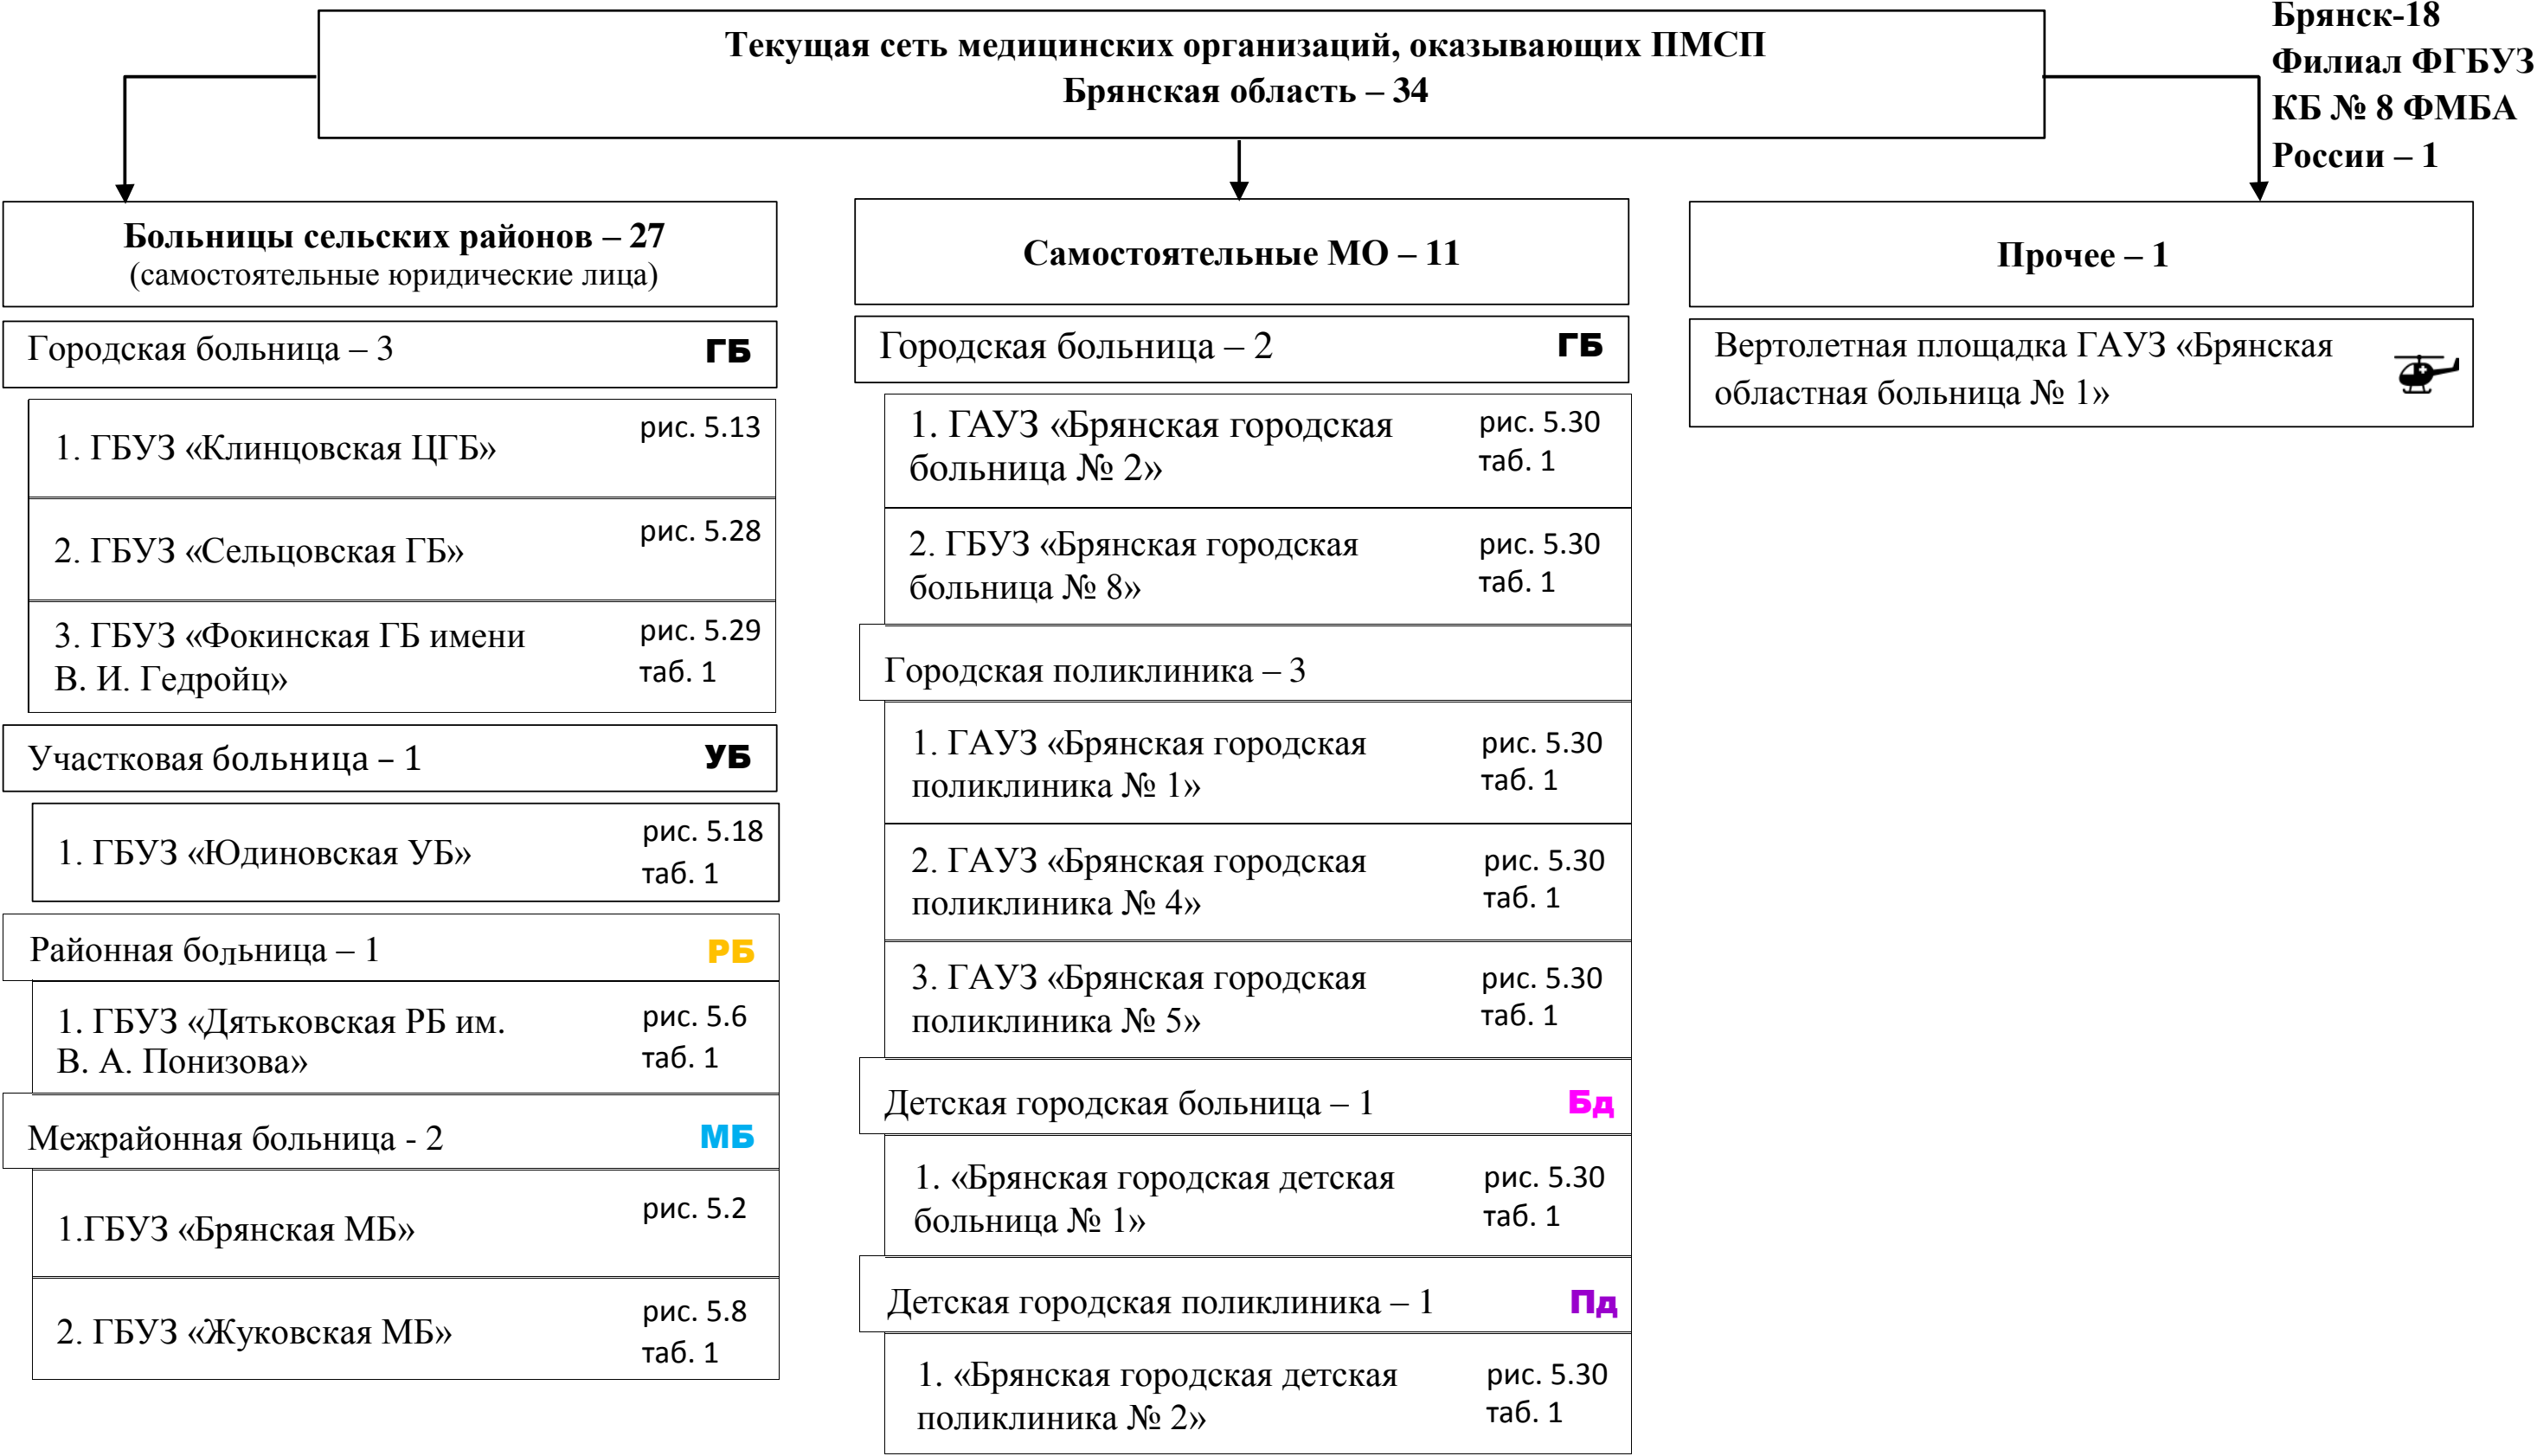 Текущая сеть медицинских организаций, оказывающих ПМСП
Брянская область – 34
Брянск-18
Филиал ФГБУЗ
КБ № 8 ФМБА
России – 1
Больницы сельских районов – 27
(самостоятельные юридические лица)
Городская больница – 3 ГБ
1. ГБУЗ «Клинцовская ЦГБ» рис. 5.13
2. ГБУЗ «Сельцовская ГБ» рис. 5.28
3. ГБУЗ «Фокинская ГБ имени рис. 5.29
В. И. Гедройц» таб. 1
Участковая больница – 1 УБ
1. ГБУЗ «Юдиновская УБ» рис. 5.18
таб. 1
Районная больница – 1 РБ
1. ГБУЗ «Дятьковская РБ им. рис. 5.6
В. А. Понизова» таб. 1
Межрайонная больница - 2 МБ
1.ГБУЗ «Брянская МБ» рис. 5.2
2. ГБУЗ «Жуковская МБ» рис. 5.8
таб. 1
Самостоятельные МО – 11
Городская больница – 2 ГБ
1. ГАУЗ «Брянская городская рис. 5.30
больница № 2» таб. 1
2. ГБУЗ «Брянская городская рис. 5.30
больница № 8» таб. 1
Городская поликлиника – 3
1. ГАУЗ «Брянская городская рис. 5.30
поликлиника № 1» таб. 1
2. ГАУЗ «Брянская городская рис. 5.30
поликлиника № 4» таб. 1
3. ГАУЗ «Брянская городская рис. 5.30
поликлиника № 5» таб. 1
Детская городская больница – 1 Бд
1. «Брянская городская детская рис. 5.30
больница № 1» таб. 1
Детская городская поликлиника – 1 Пд
1. «Брянская городская детская рис. 5.30
поликлиника № 2» таб. 1
Прочее – 1
Вертолетная площадка ГАУЗ «Брянская
областная больница № 1»